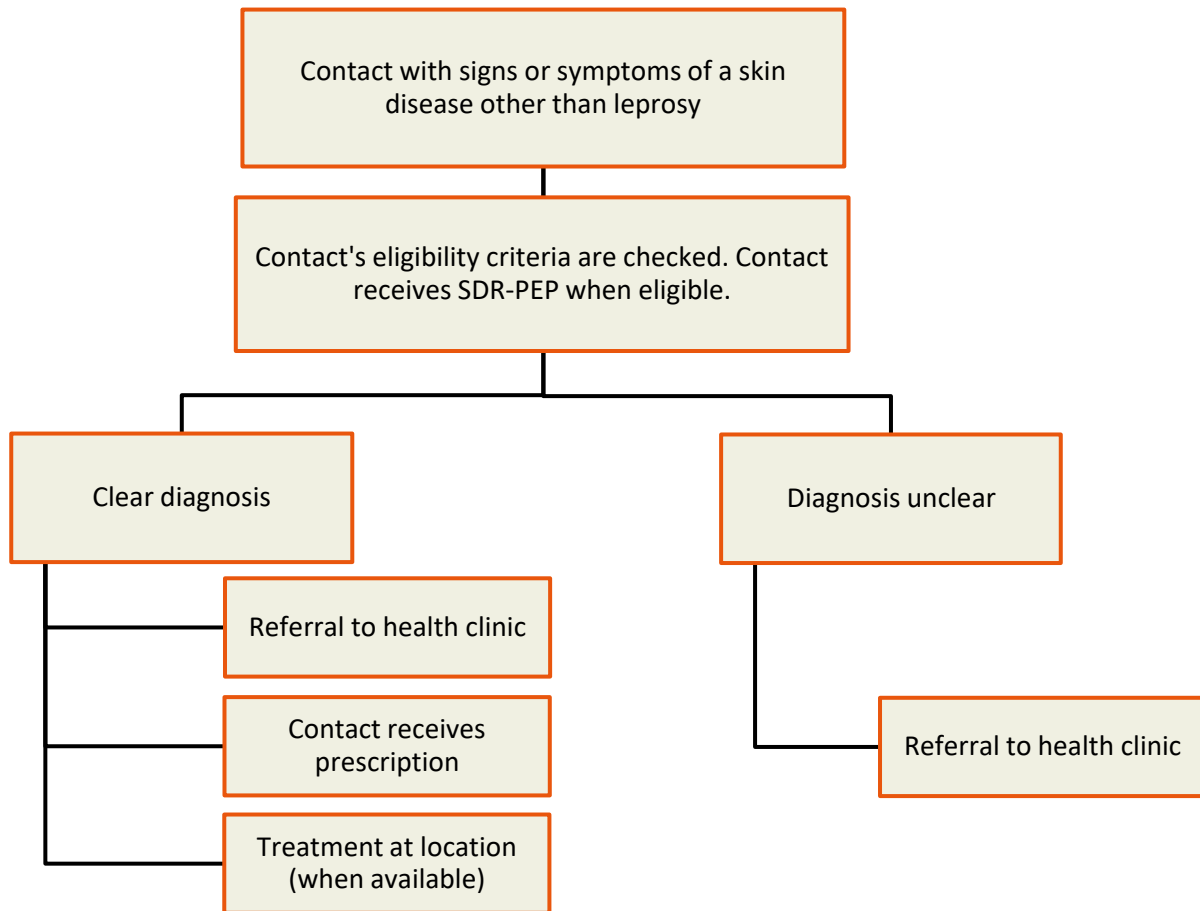 Contact with signs or symptoms of a skin
disease other than leprosy
Contact's eligibility criteria are checked. Contact
receives SDR-PEP when eligible.
Clear diagnosis
Diagnosis unclear
Referral to health clinic
Contact receives
prescription
Referral to health clinic
Treatment at location
(when available)